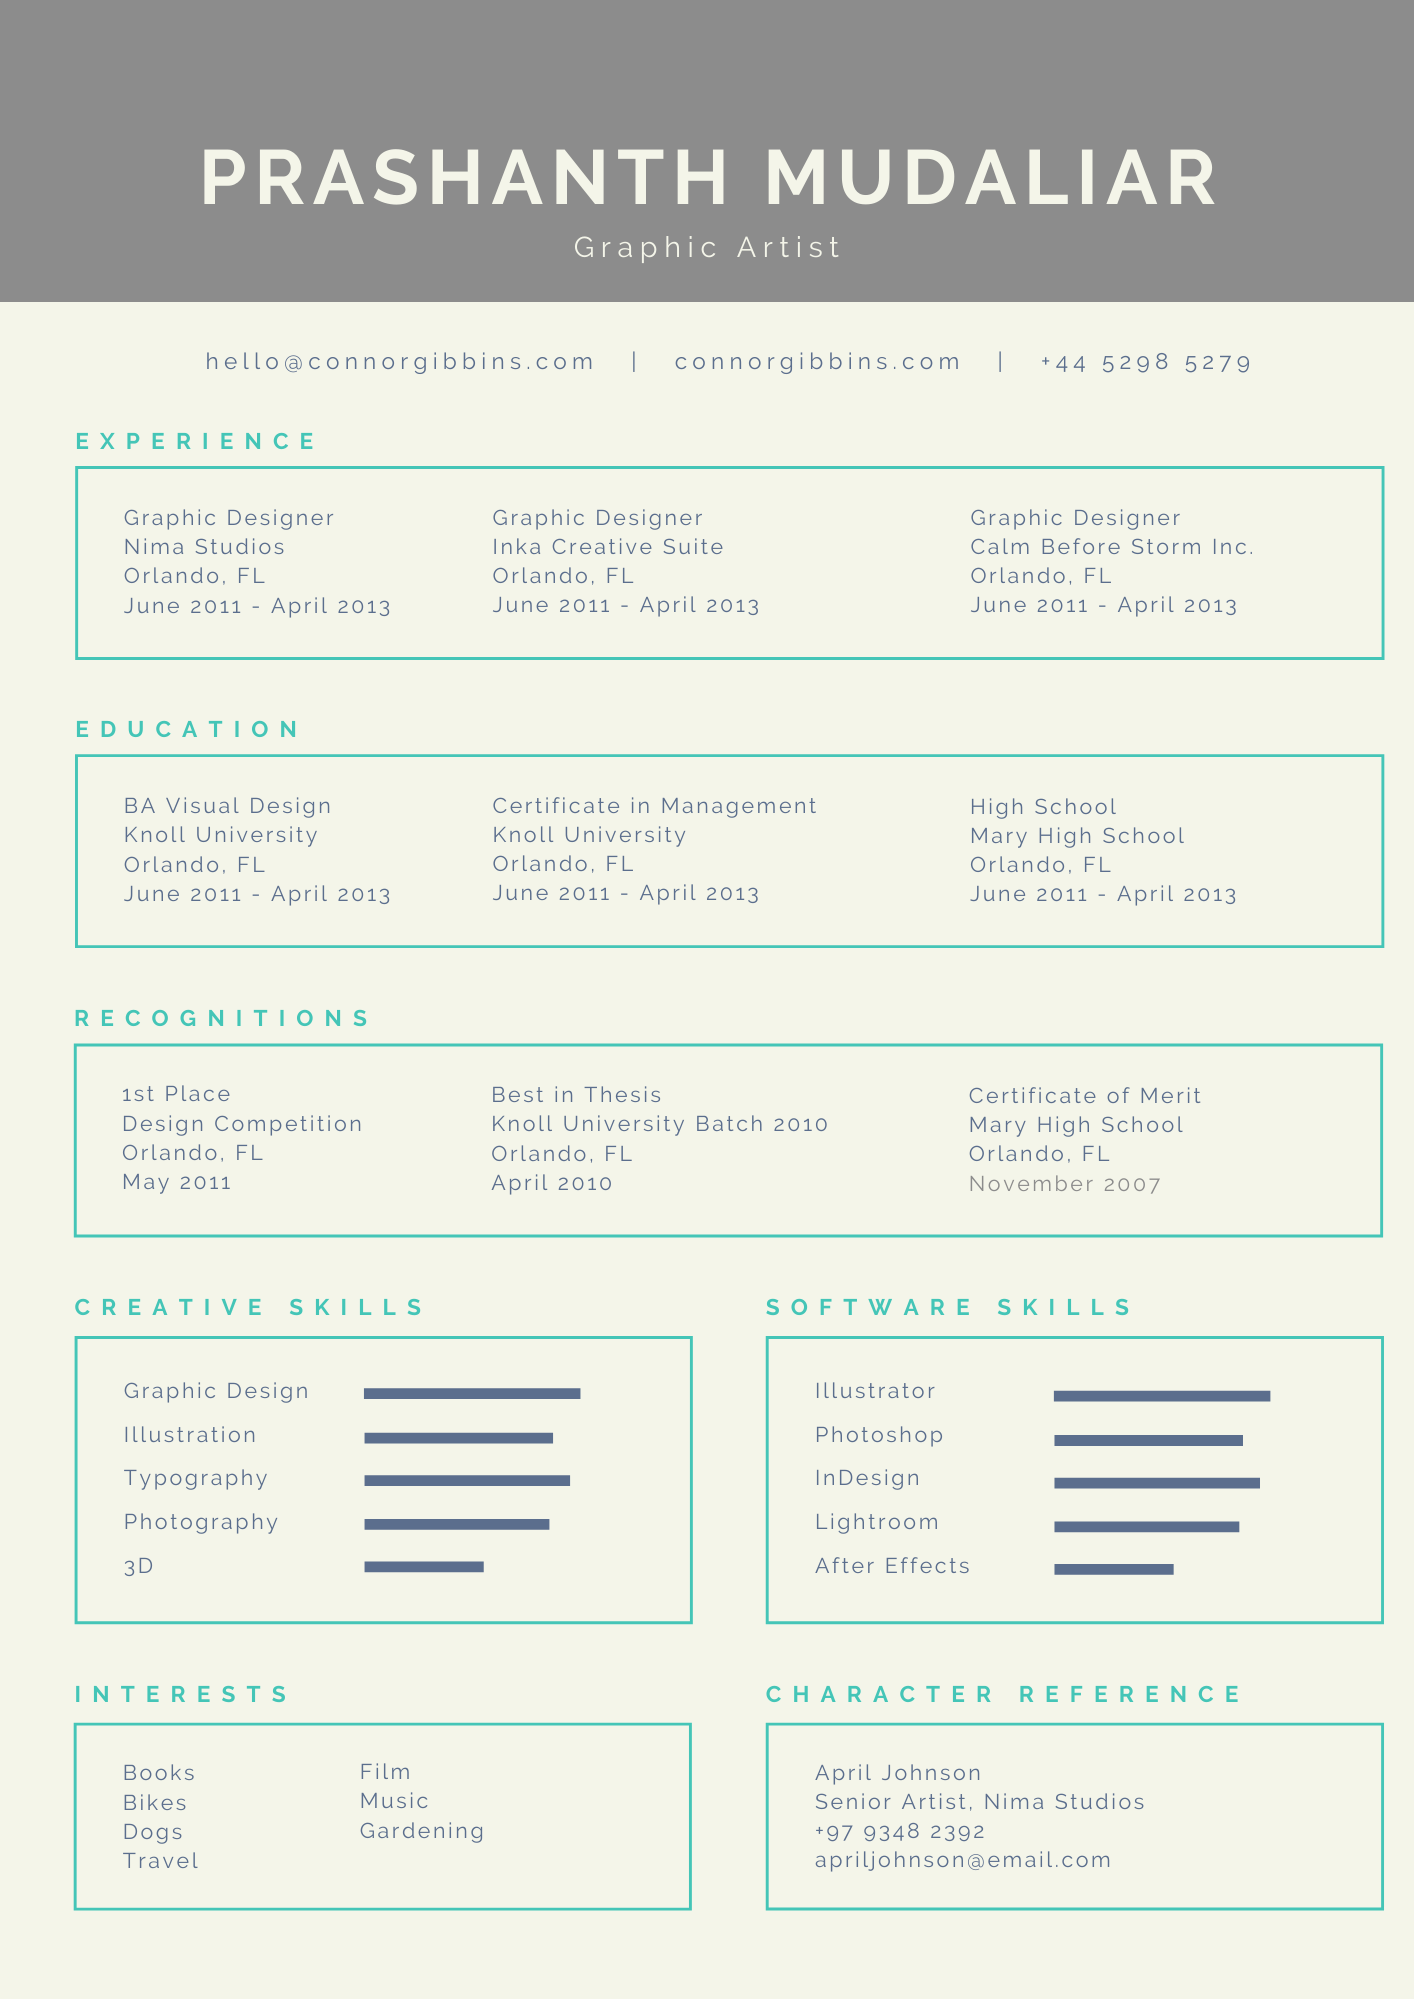 PRASHANTH MUDALIAR
Graphic Artist
hello@connorgibbins.com | connorgibbins.com | +44 5298 5279
EXPERIENCE
Graphic Designer
Nima Studios
Orlando, FL
June 2011 - April 2013
Graphic Designer
Inka Creative Suite
Orlando, FL
June 2011 - April 2013
Graphic Designer
Calm Before Storm Inc.
Orlando, FL
June 2011 - April 2013
EDUCATION
BA Visual Design
Knoll University
Orlando, FL
June 2011 - April 2013
Certificate in Management
Knoll University
Orlando, FL
June 2011 - April 2013
High School
Mary High School
Orlando, FL
June 2011 - April 2013
RECOGNITIONS
1st Place
Design Competition
Orlando, FL
May 2011
Best in Thesis
Knoll University Batch 2010
Orlando, FL
April 2010
Certificate of Merit
Mary High School
Orlando, FL
November 2007
CREATIVE SKILLS
Graphic Design
Illustration
Typography
Photography
3D
SOFTWARE SKILLS
Illustrator
Photoshop
InDesign
Lightroom
After Effects
INTERESTS
Books
Bikes
Dogs
Travel
Film
Music
Gardening
CHARACTER REFERENCE
April Johnson
Senior Artist, Nima Studios
+97 9348 2392
apriljohnson@email.com